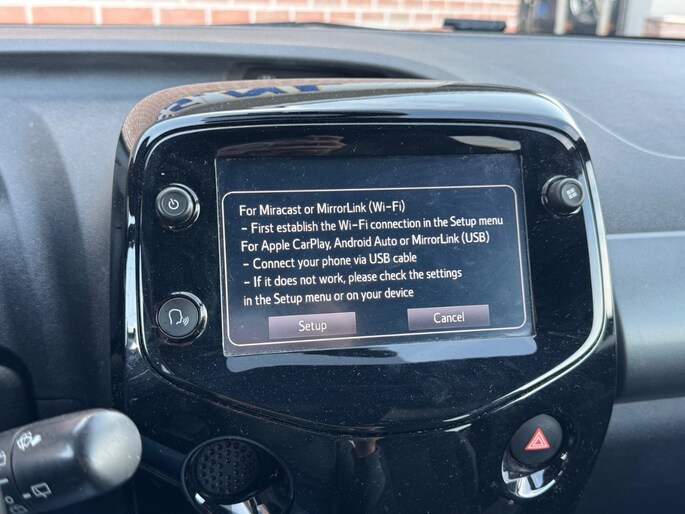 For Miracast or MirrorLink (Wi-Fi)
- First establish the Wi-Fi connection in the Setup menu
For Apple CarPlay, Android Auto or MirrorLink (USB)
- Connect your phone via USB cable
- If it does not work, please check the settings
in the Setup menu or on your device
Setup
Cancel